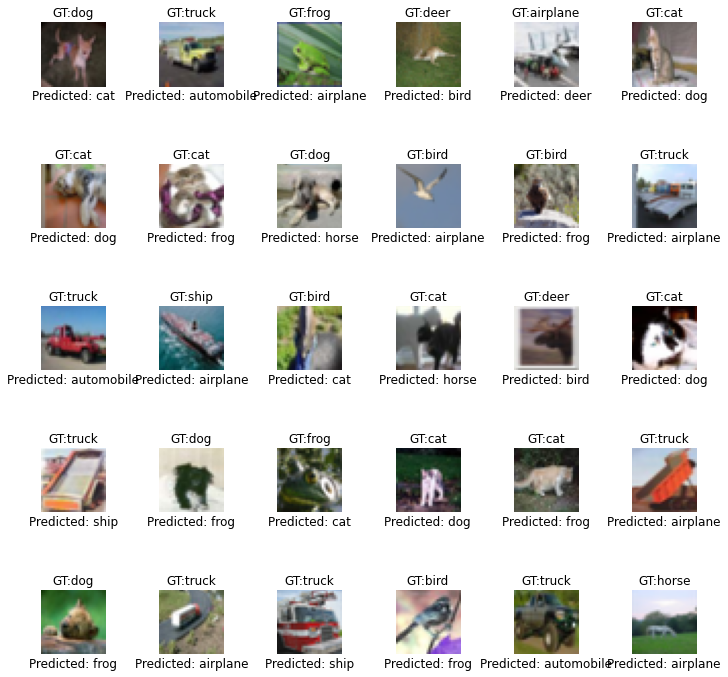 GT:dog GT:truck GT:frog GT:deer GT:airplane GT:cat
Predicted: cat Predicted: automobile Predicted: airplane Predicted: bird Predicted: deer Predicted: dog
GT:cat GT:cat GT:dog GT:bird GT:bird GT:truck
Predicted: dog Predicted: frog Predicted: horse Predicted: airplane Predicted: frog Predicted: airplane
GT:truck GT:ship GT:bird GT:cat GT:deer GT:cat
Predicted: automobile Predicted: airplane Predicted: cat Predicted: horse Predicted: bird Predicted: dog
GT:truck GT:dog GT:frog GT:cat GT:cat GT:truck
Predicted: ship Predicted: frog Predicted: cat Predicted: dog Predicted: frog Predicted: airplane
GT:dog GT:truck GT:truck GT:bird GT:truck GT:horse
Predicted: frog Predicted: airplane Predicted: ship Predicted: frog Predicted: automobile Predicted: airplane